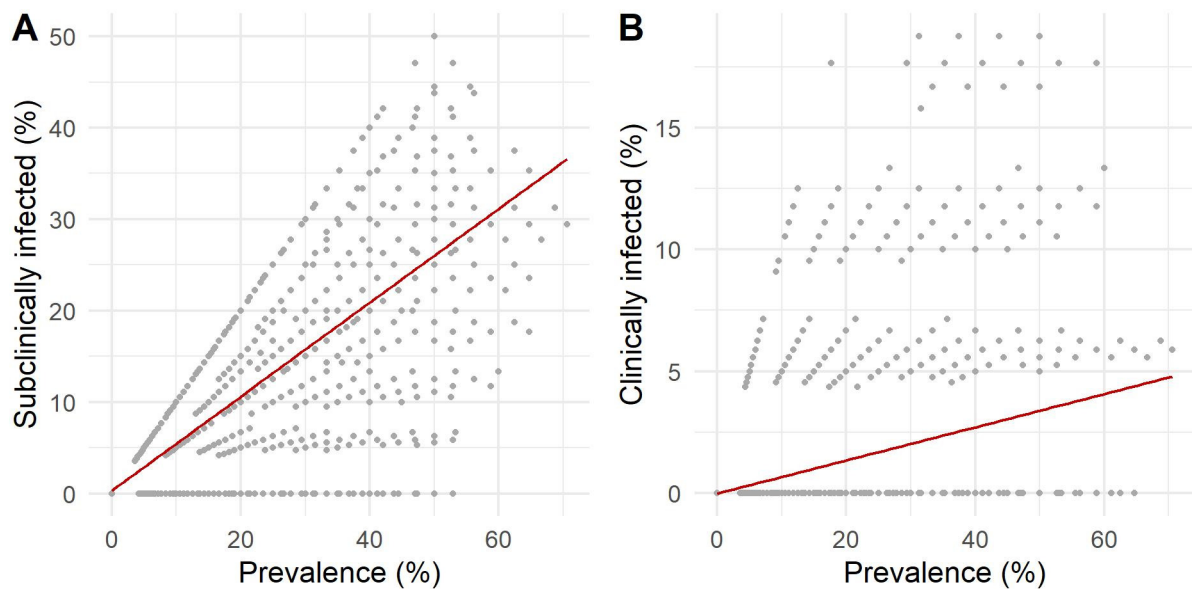 A
Subclinically infected (%)
50
40
30
20
10
0
0 20 40 60
Prevalence (%)
B
Clinically infected (%)
15
10
5
0
0 20 40 60
Prevalence (%)